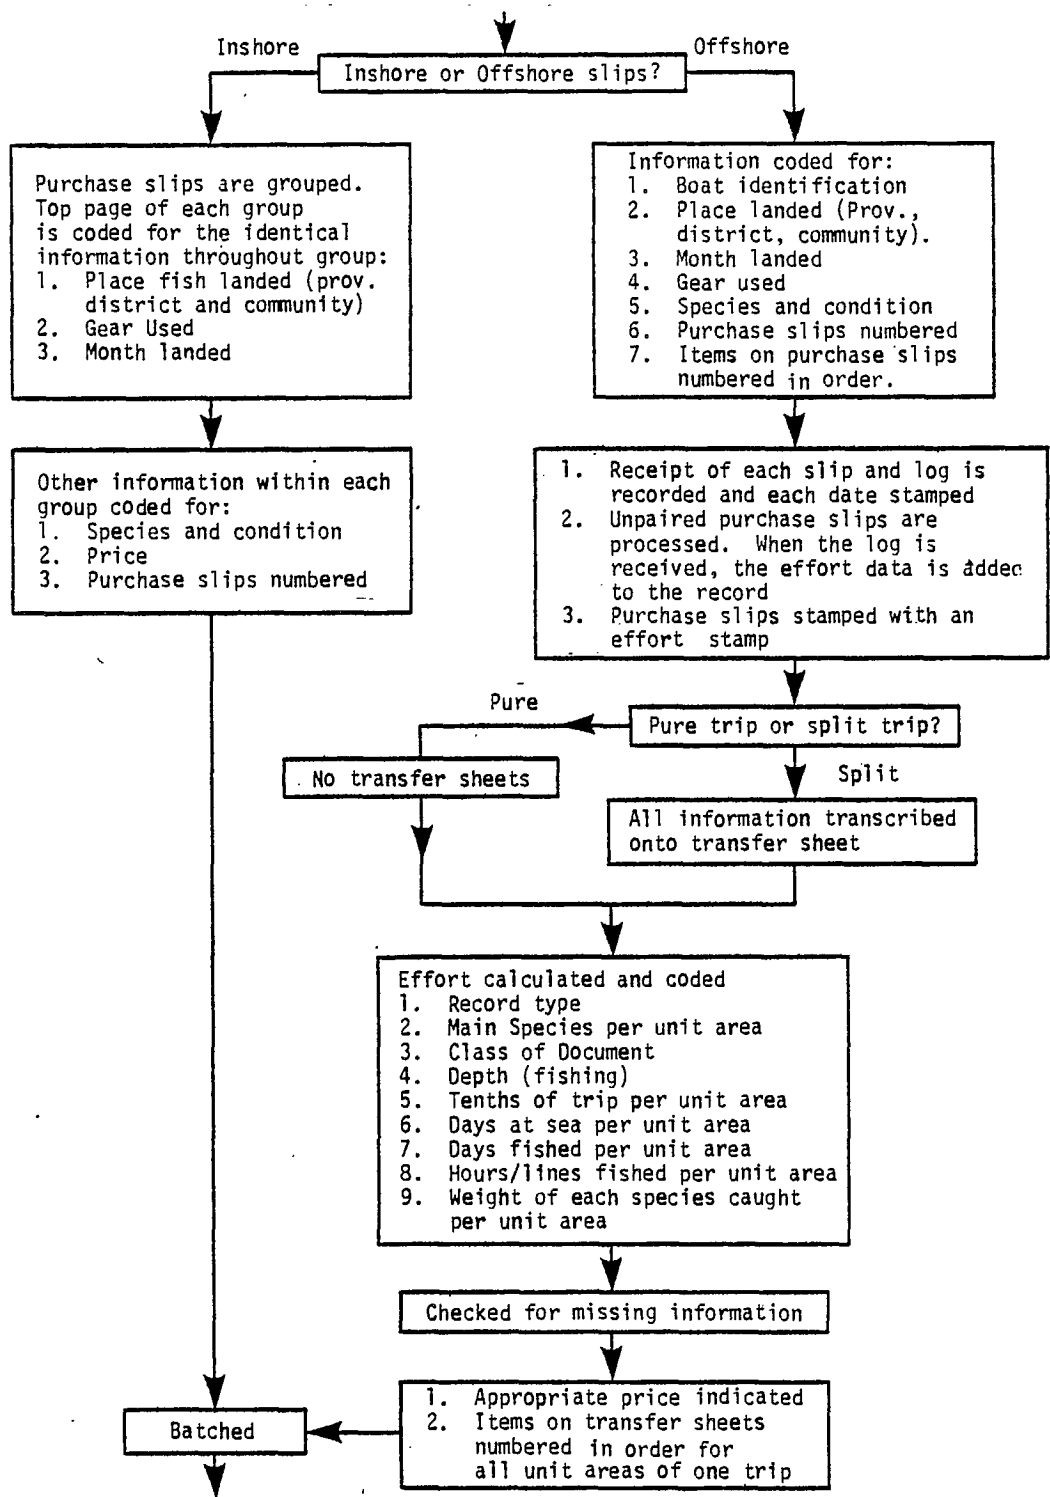 Inshore
Offshore
Inshore or Offshore slips?
Purchase slips are grouped.
Top page of each group
is coded for the identical
information throughout group:
1. Place fish landed (prov.
district and community)
2. Gear Used
3. Month landed
Information coded for:
1. Boat identification
2. Place landed (Prov.,
district, community).
3. Month landed
4. Gear used
5. Species and condition
6. Purchase slips numbered
7. Items on purchase slips
numbered in order.
Other information within each
group coded for:
1. Species and condition
2. Price
3. Purchase slips numbered
1. Receipt of each slip and log is
recorded and each date stamped
2. Unpaired purchase slips are
processed. When the log is
received, the effort data is added
to the record
3. Purchase slips stamped with an
effort stamp
Pure
Pure trip or split trip?
Split
No transfer sheets
All information transcribed
onto transfer sheet
Effort calculated and coded
1. Record type
2. Main Species per unit area
3. Class of Document
4. Depth (fishing)
5. Tenths of trip per unit area
6. Days at sea per unit area
7. Days fished per unit area
8. Hours/lines fished per unit area
9. Weight of each species caught
per unit area
Checked for missing information
1. Appropriate price indicated
2. Items on transfer sheets
numbered in order for
all unit areas of one trip
Batched